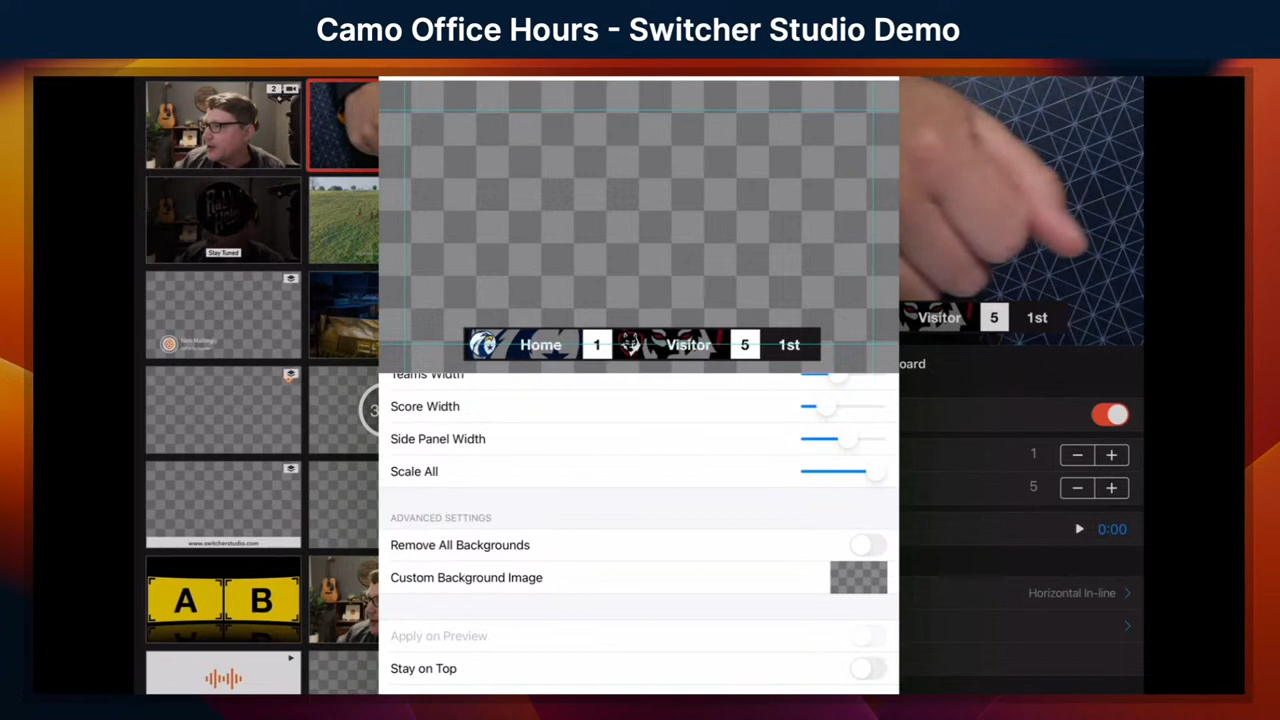 Camo Office Hours - Switcher Studio Demo
2
Stay Tuned
www.switcherstudio.com
A B
3
Home 1 Visitor 5 1st
Teams Width
Score Width
Side Panel Width
Scale All
ADVANCED SETTINGS
Remove All Backgrounds
Custom Background Image
Apply on Preview
Stay on Top
Visitor 5 1st
oard
1 − +
5 − +
0:00
Horizontal In-line